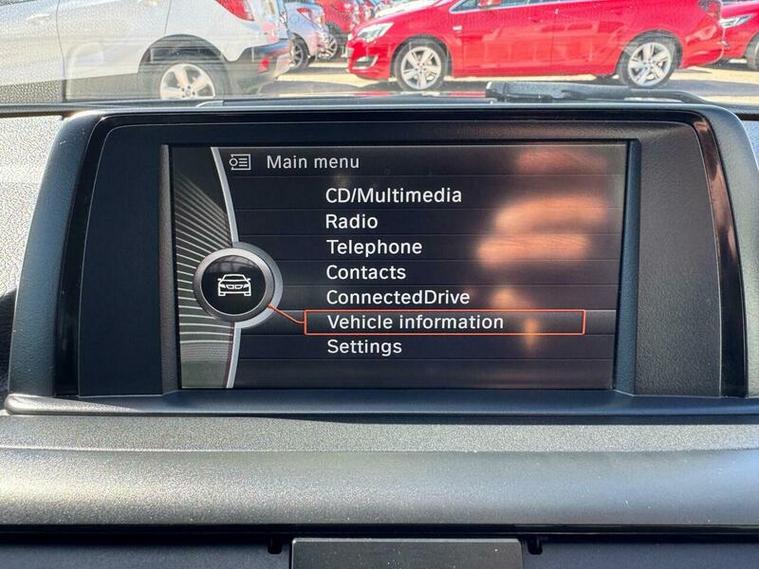 Main menu
CD/Multimedia
Radio
Telephone
Contacts
ConnectedDrive
Vehicle information
Settings